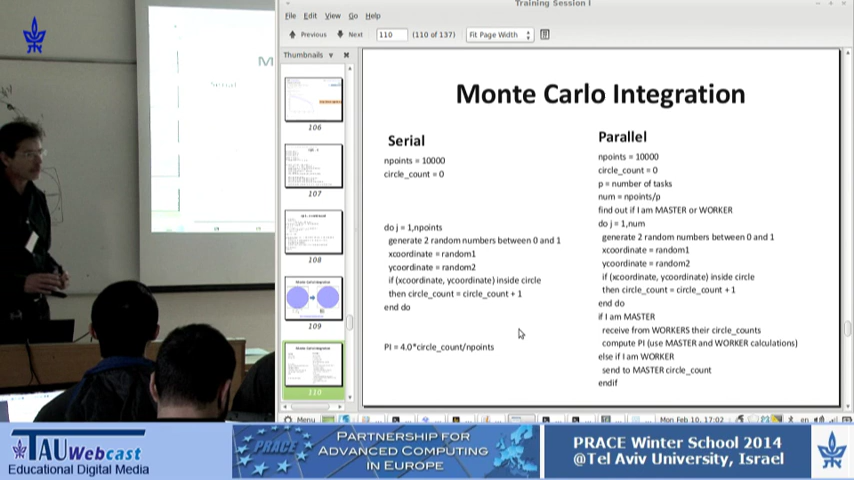 Training Session I
File Edit View Go Help
Previous Next 110 (110 of 137) Fit Page Width
Thumbnails
106
107
108
109
110
Monte Carlo Integration
Serial
npoints = 10000
circle_count = 0
do j = 1,npoints
generate 2 random numbers between 0 and 1
xcoordinate = random1
ycoordinate = random2
if (xcoordinate, ycoordinate) inside circle
then circle_count = circle_count + 1
end do
PI = 4.0*circle_count/npoints
Parallel
npoints = 10000
circle_count = 0
p = number of tasks
num = npoints/p
find out if I am MASTER or WORKER
do j = 1,num
generate 2 random numbers between 0 and 1
xcoordinate = random1
ycoordinate = random2
if (xcoordinate, ycoordinate) inside circle
then circle_count = circle_count + 1
end do
if I am MASTER
receive from WORKERS their circle_counts
compute PI (use MASTER and WORKER calculations)
else if I am WORKER
send to MASTER circle_count
endif
M
Serial
Menu
Mon Feb 10, 17:02
en
TAU Webcast
Educational Digital Media
PRACE
PARTNERSHIP FOR
ADVANCED COMPUTING
IN EUROPE
PRACE Winter School 2014
@Tel Aviv University, Israel